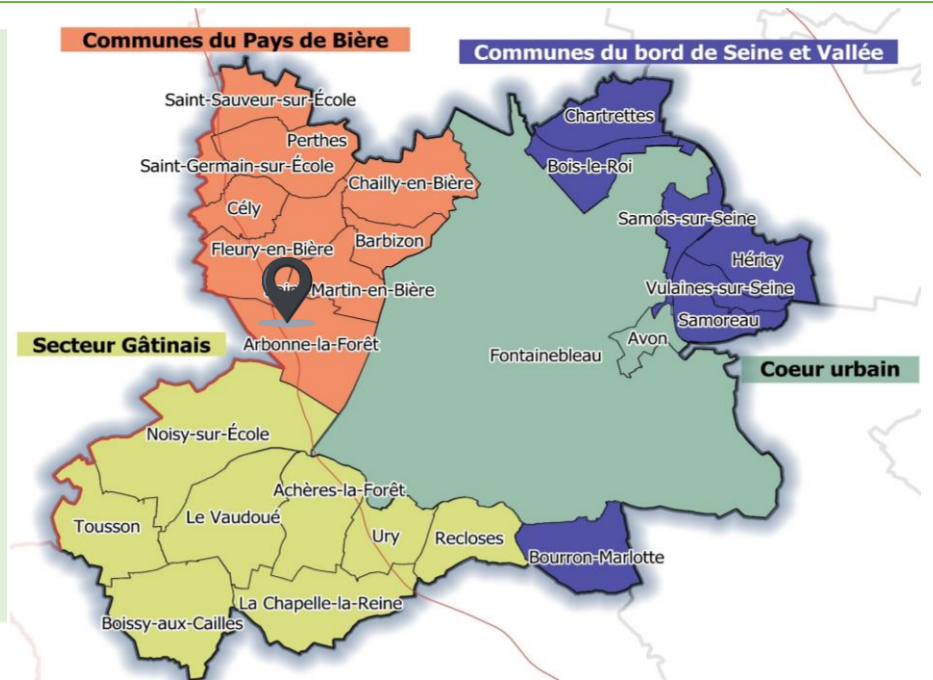 Communes du Pays de Bière
Communes du bord de Seine et Vallée
Saint-Sauveur-sur-École
Chartrettes
Perthes
Saint-Germain-sur-École
Bois-le-Roi
Chailly-en-Bière
Cély
Samois-sur-Seine
Barbizon
Fleury-en-Bière
Héricy
Martin-en-Bière
Vulaines-sur-Seine
Samoreau
Secteur Gâtinais
Arbonne-la-Forêt
Avon
Fontainebleau
Coeur urbain
Noisy-sur-École
Achères-la-Forêt
Le Vaudoué
Tousson
Ury
Recloses
Bourron-Marlotte
La Chapelle-la-Reine
Boissy-aux-Cailles